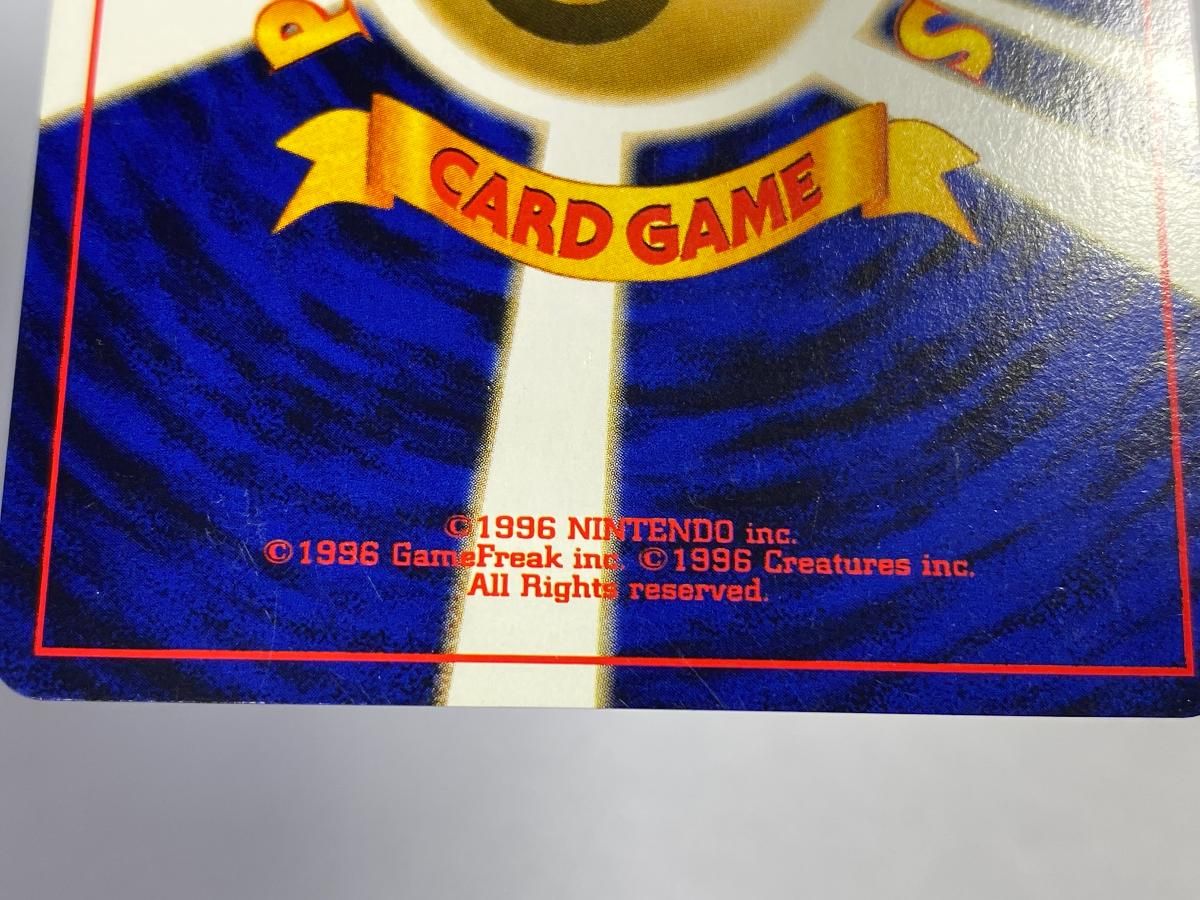 P S
CARD GAME
©1996 NINTENDO inc.
©1996 GameFreak inc. ©1996 Creatures inc.
All Rights reserved.